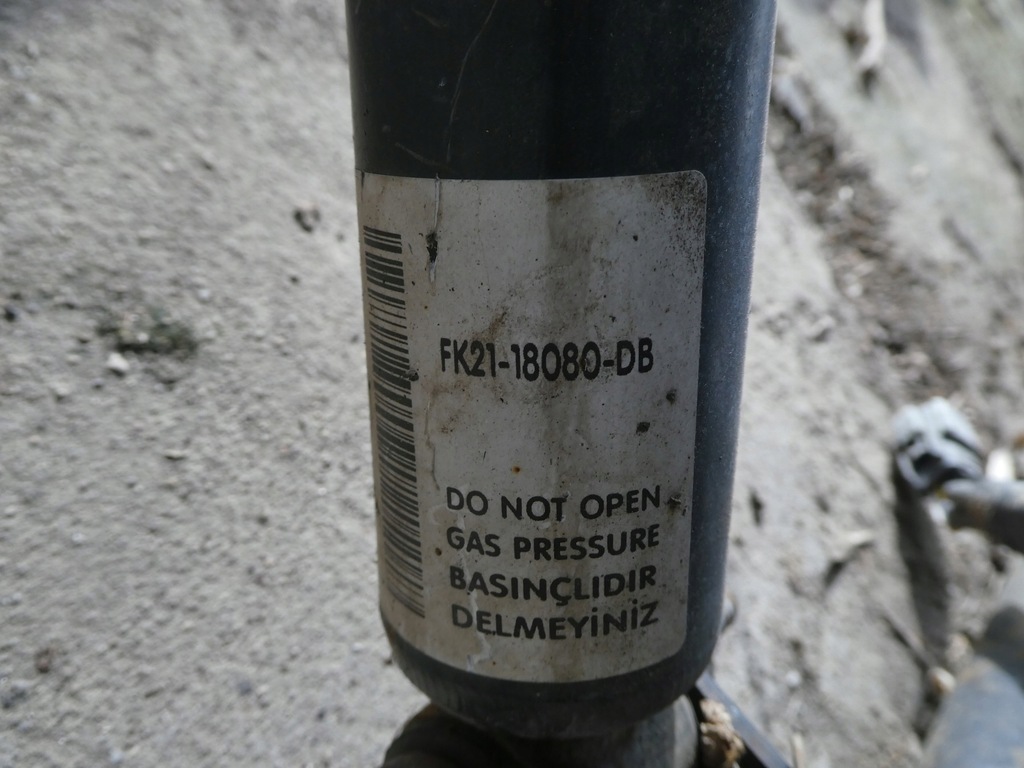 FK21-18080-DB
DO NOT OPEN
GAS PRESSURE
BASINÇLIDIR
DELMEYİNİZ